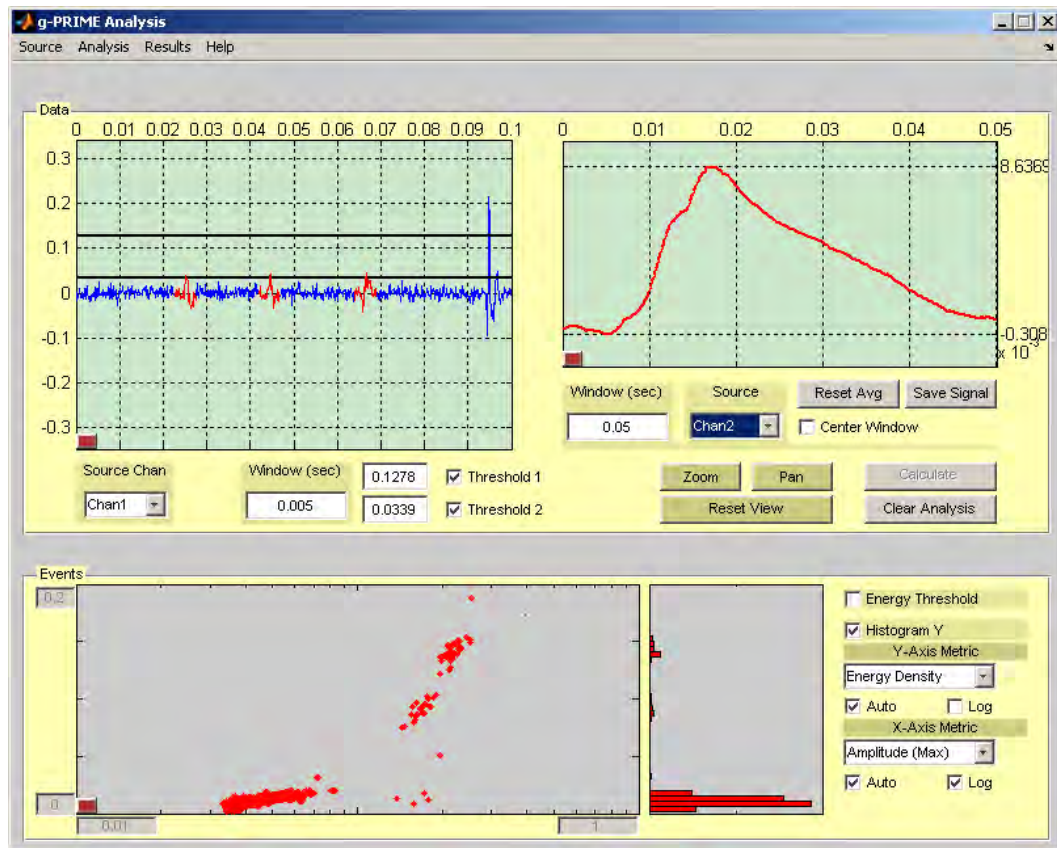 g-PRIME Analysis
Source Analysis Results Help
Data
0 0.01 0.02 0.03 0.04 0.05 0.06 0.07 0.08 0.09 0.1
0.3
0.2
0.1
0
-0.1
-0.2
-0.3
0 0.01 0.02 0.03 0.04 0.05
8.6369
-0.308
x 10^-3
Window (sec) Source Reset Avg Save Signal
0.05 Chan2 Center Window
Source Chan Window (sec) 0.1278 Threshold 1 Zoom Pan Calculate
Chan1 0.005 0.0339 Threshold 2 Reset View Clear Analysis
Events
0.2
0
0.01 1
Energy Threshold
Histogram Y
Y-Axis Metric
Energy Density
Auto Log
X-Axis Metric
Amplitude (Max)
Auto Log